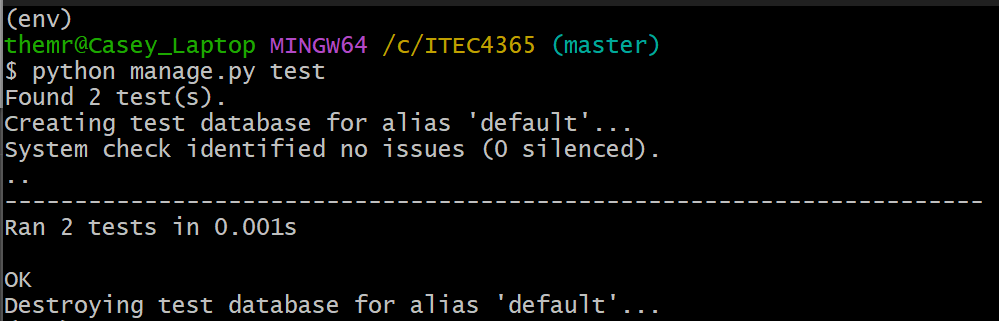 (env)
themr@Casey_Laptop MINGW64 /c/ITEC4365 (master)
$ python manage.py test
Found 2 test(s).
Creating test database for alias 'default'...
System check identified no issues (0 silenced).
..
----------------------------------------------------------------------
Ran 2 tests in 0.001s

OK
Destroying test database for alias 'default'...